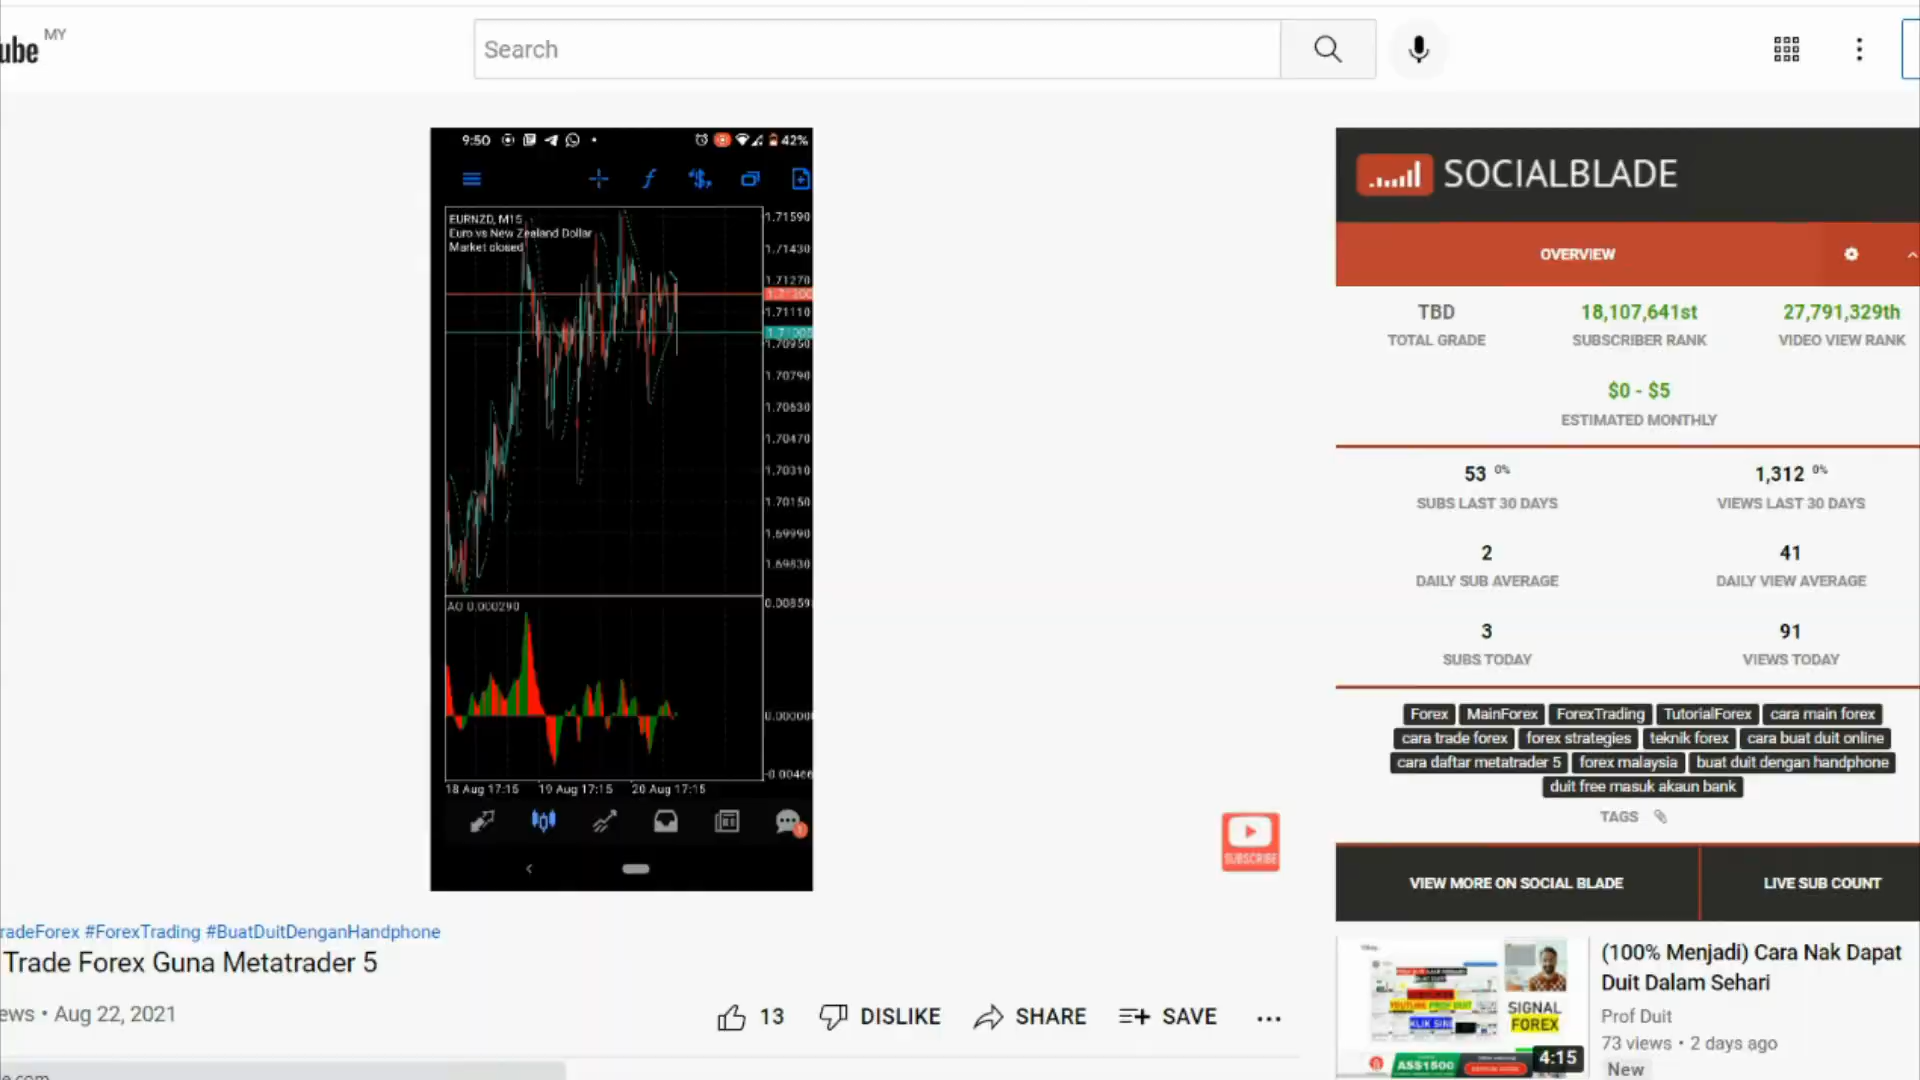 ube MY
Search
9:50
42%
EURNZD, M15
Euro vs New Zealand Dollar
Market closed
1.71590
1.71430
1.71270
1.71110
1.70950
1.70790
1.70630
1.70470
1.70310
1.70150
1.69990
1.69830
AO 0.000290
0.008591
0.000000
18 Aug 17:15
19 Aug 17:15
20 Aug 17:15
SUBSCRIBE
radeForex #ForexTrading #BuatDuitDenganHandphone
Trade Forex Guna Metatrader 5
ews • Aug 22, 2021
13
DISLIKE
SHARE
SAVE
SOCIALBLADE
OVERVIEW
TBD
18,107,641st
27,791,329th
TOTAL GRADE
SUBSCRIBER RANK
VIDEO VIEW RANK
$0 - $5
ESTIMATED MONTHLY
53 0%
1,312 0%
SUBS LAST 30 DAYS
VIEWS LAST 30 DAYS
2
41
DAILY SUB AVERAGE
DAILY VIEW AVERAGE
3
91
SUBS TODAY
VIEWS TODAY
Forex MainForex ForexTrading TutorialForex cara main forex
cara trade forex forex strategies teknik forex cara buat duit online
cara daftar metatrader 5 forex malaysia buat duit dengan handphone
duit free masuk akaun bank
TAGS
VIEW MORE ON SOCIAL BLADE
LIVE SUB COUNT
KLIK SINI
SIGNAL
FOREX
4:15
(100% Menjadi) Cara Nak Dapat
Duit Dalam Sehari
Prof Duit
73 views • 2 days ago
New